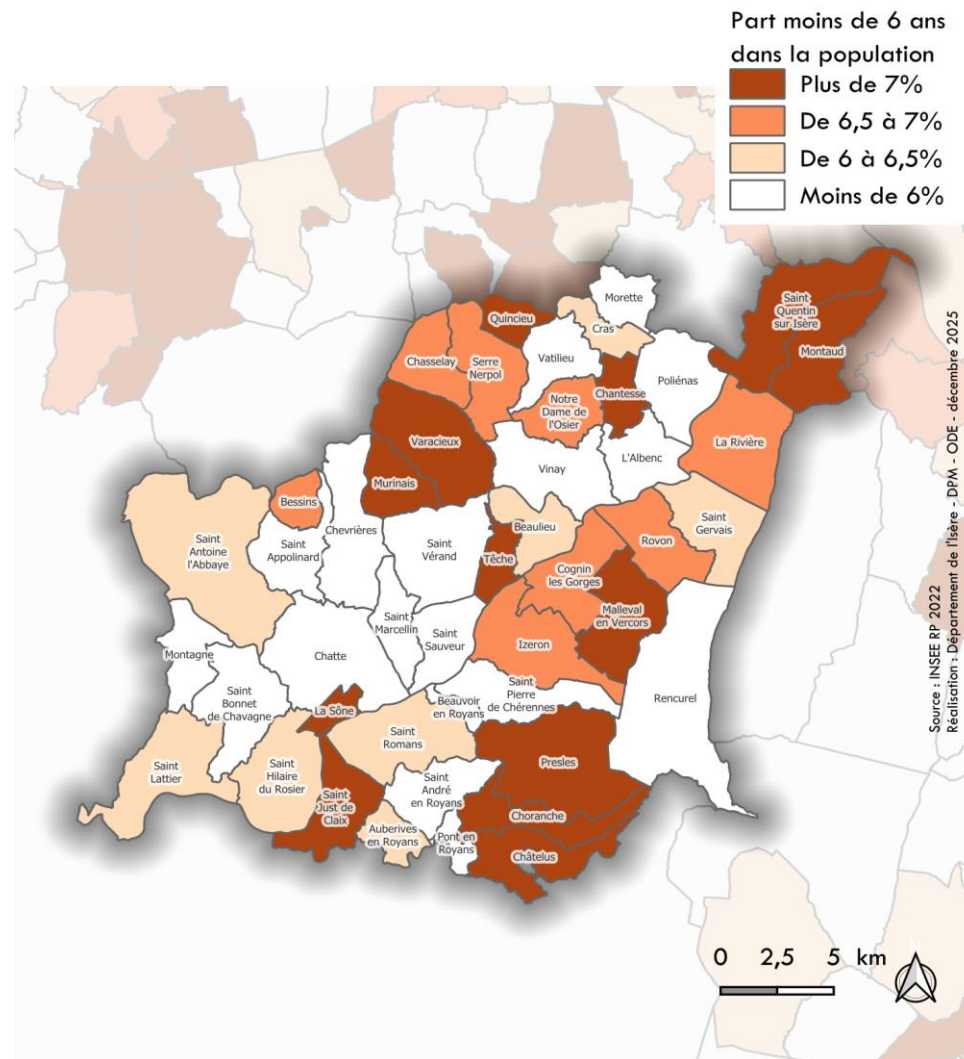 Part moins de 6 ans
dans la population
Plus de 7%
De 6,5 à 7%
De 6 à 6,5%
Moins de 6%
Morette
Saint
Quentin
sur Isère
Quincieu
Cras
Montaud
Chasselay
Serre
Nerpol
Vatilieu
Chantesse
Poliénas
Notre
Dame de
l'Osier
Varacieux
La Rivière
L'Albenc
Vinay
Murinais
Bessins
Chevrières
Beaulieu
Saint
Gervais
Saint
Antoine
l'Abbaye
Saint
Appolinard
Saint
Vérand
Rovon
Têche
Cognin
les Gorges
Malleval
en Vercors
Saint
Marcellin
Saint
Sauveur
Izeron
Montagne
Chatte
Saint
Bonnet
de Chavagne
Saint
Pierre
de Chérennes
Rencurel
La Sône
Beauvoir
en Royans
Saint
Romans
Saint
Lattier
Saint
Hilaire
du Rosier
Presles
Saint
Just de
Claix
Saint
André
en Royans
Choranche
Auberives
en Royans
Pont en
Royans
Châtelus
Source : INSEE RP 2022
Réalisation : Département de l'Isère - DPM - ODE - décembre 2025
0 2,5 5 km
N